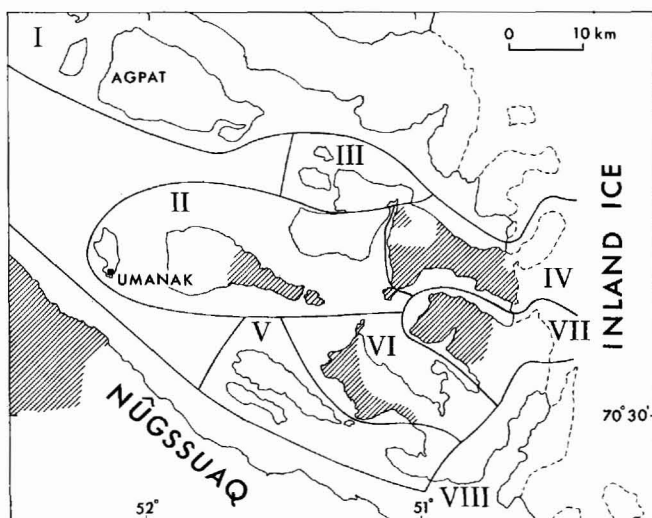 I
0 10 km
AGPAT
III
II
INLAND ICE
IV
UMANAK
VII
V
VI
NÛGSSUAQ
70°30'
52°
51°
VIII